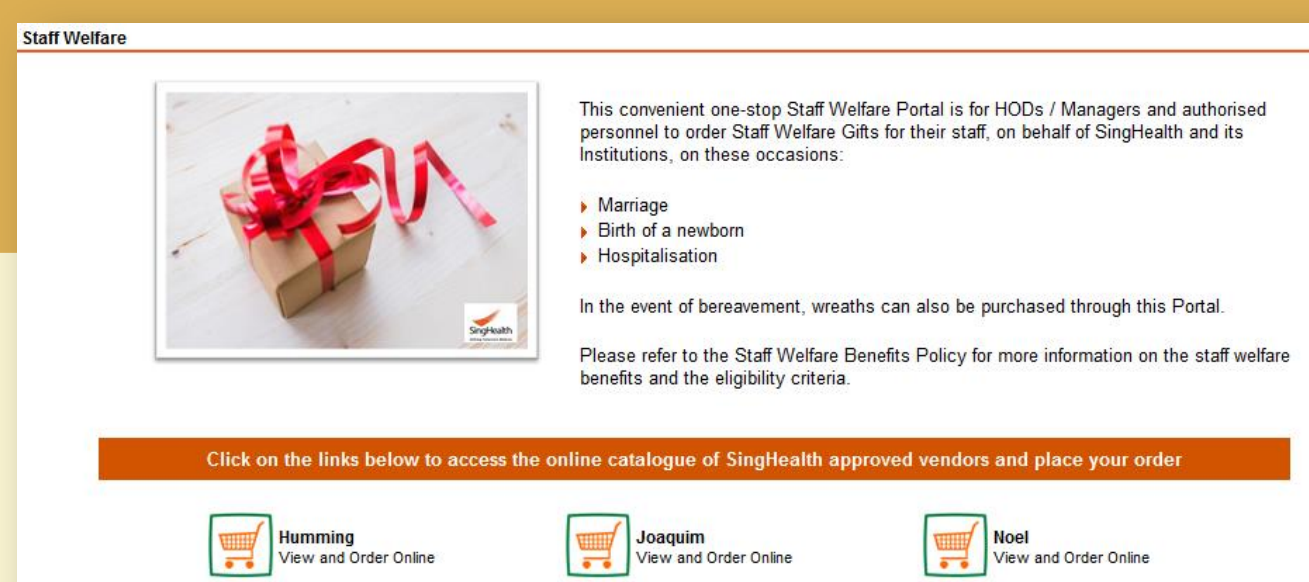 Staff Welfare
This convenient one-stop Staff Welfare Portal is for HODs / Managers and authorised
personnel to order Staff Welfare Gifts for their staff, on behalf of SingHealth and its
Institutions, on these occasions:
Marriage
Birth of a newborn
Hospitalisation
In the event of bereavement, wreaths can also be purchased through this Portal.
SingHealth
Please refer to the Staff Welfare Benefits Policy for more information on the staff welfare
benefits and the eligibility criteria.
Click on the links below to access the online catalogue of SingHealth approved vendors and place your order
Humming
View and Order Online
Joaquim
View and Order Online
Noel
View and Order Online